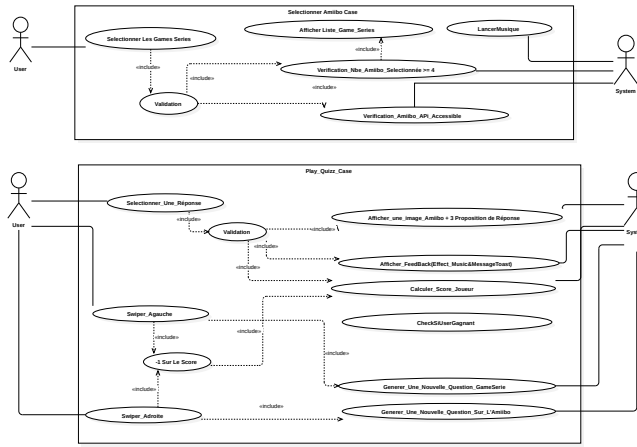 Selectionner Amiibo Case
Afficher Liste_Game_Series
LancerMusique
Selectionner Les Games Series
«include»
User
«include»
Verification_Nbe_Amiibo_Selectionnée >= 4
«include»
«include»
System
Validation
Verification_Amiibo_API_Accessible
Play_Quizz_Case
Selectionner_Une_Réponse
Afficher_une_image_Amiibo + 3 Proposition de Réponse
«include»
User
Validation
«include»
Sys
«include»
Afficher_FeedBack(Effect_Music&MessageToast)
«include»
Calculer_Score_Joueur
Swiper_Agauche
CheckSiUserGagnant
«include»
«include»
«include»
-1 Sur Le Score
Generer_Une_Nouvelle_Question_GameSerie
«include»
«include»
Swiper_Adroite
Generer_Une_Nouvelle_Question_Sur_L'Amiibo